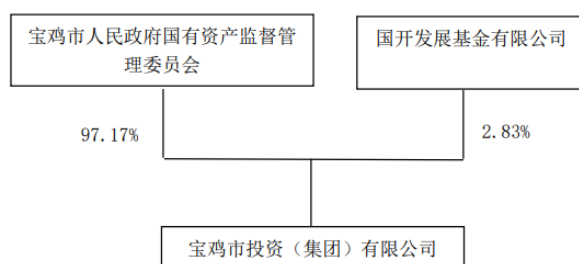 宝鸡市人民政府国有资产监督管
理委员会
国开发展基金有限公司
97.17%
2.83%
宝鸡市投资（集团）有限公司